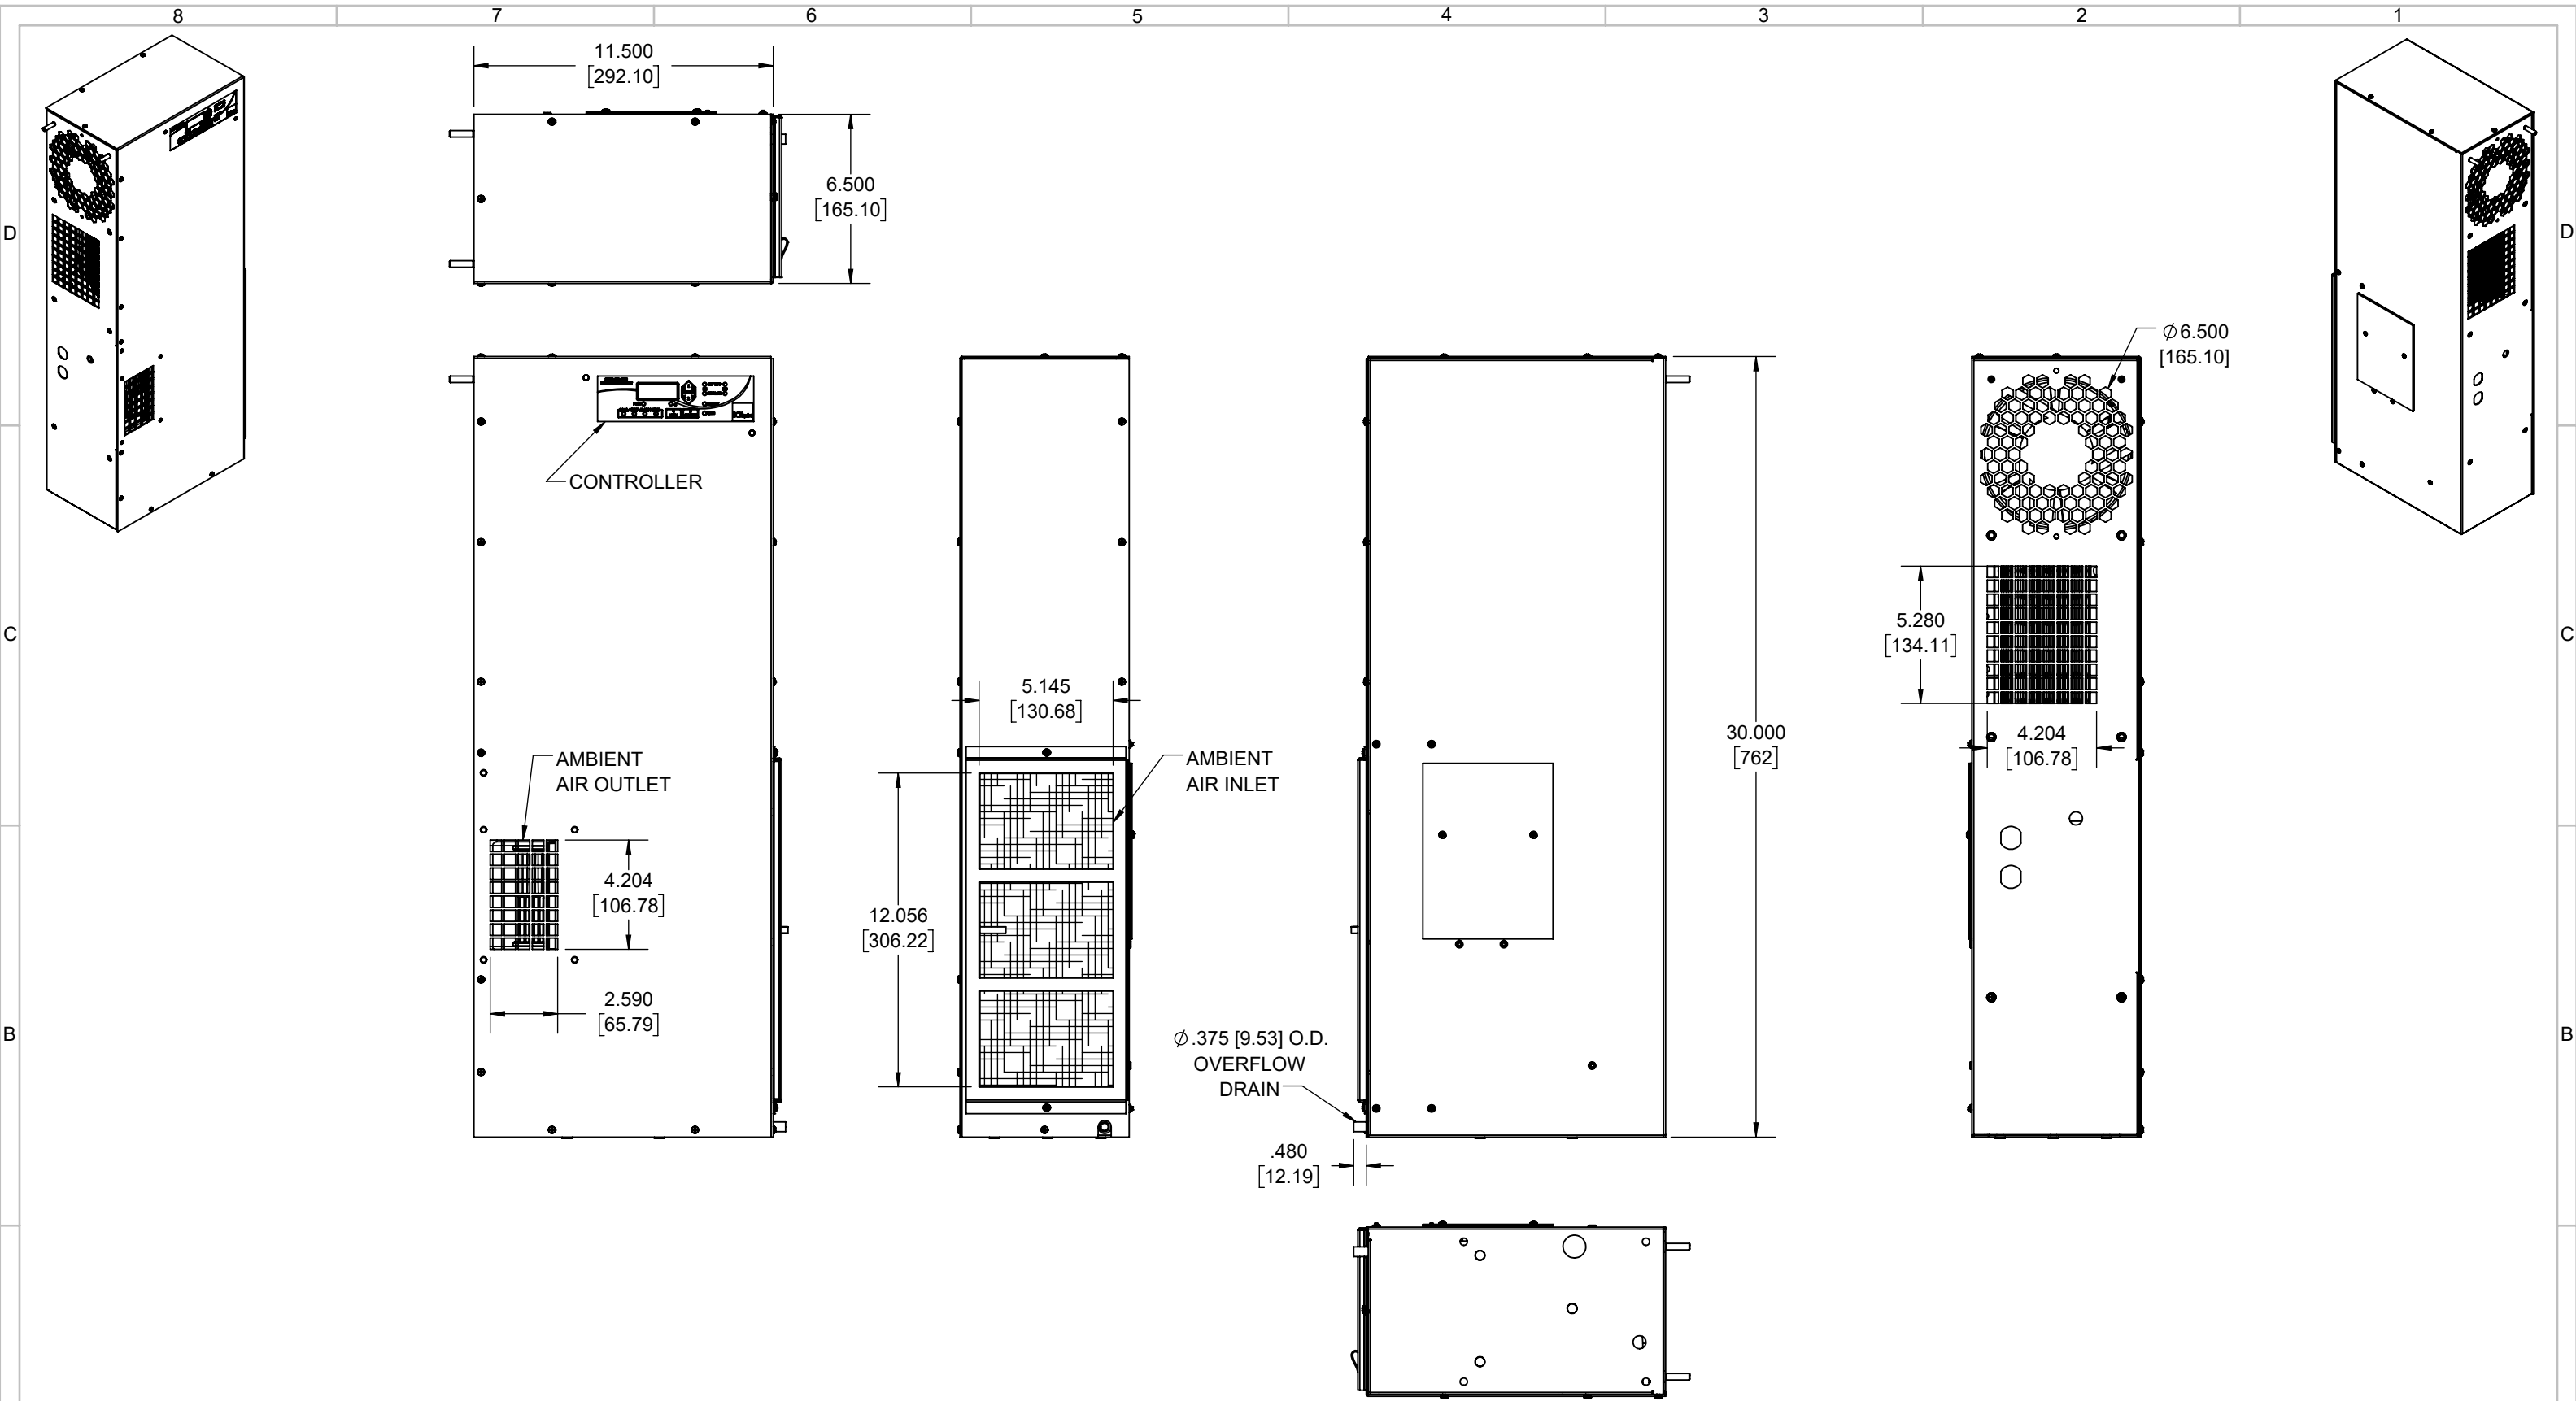 8 7 6 5 4 3 2 1
11.500
[292.10]
6.500
[165.10]
D
D
Ø6.500
[165.10]
CONTROLLER
C
C
5.280
[134.11]
4.204
[106.78]
5.145
[130.68]
30.000
[762]
AMBIENT
AIR OUTLET
AMBIENT
AIR INLET
4.204
[106.78]
12.056
[306.22]
2.590
[65.79]
B
B
Ø.375 [9.53] O.D.
OVERFLOW
DRAIN
.480
[12.19]